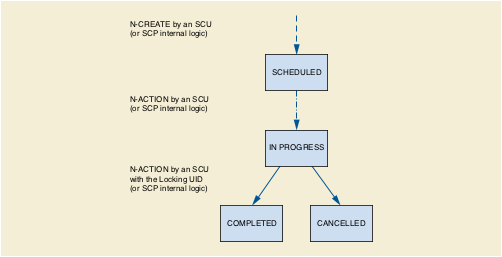 N-CREATE by an SCU
(or SCP internal logic)
SCHEDULED
N-ACTION by an SCU
(or SCP internal logic)
IN PROGRESS
N-ACTION by an SCU
with the Locking UID
(or SCP internal logic)
COMPLETED
CANCELLED